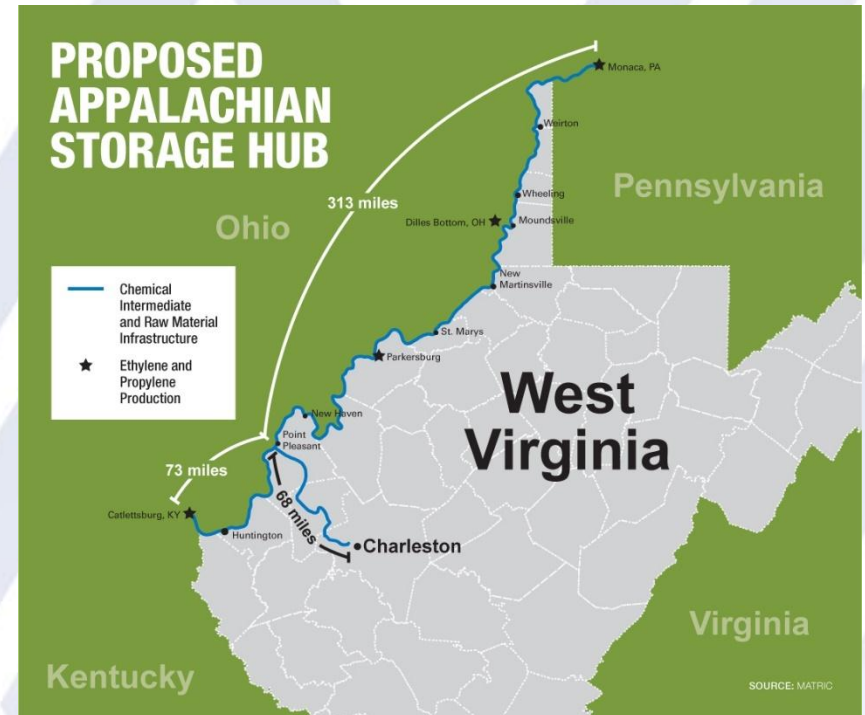 PROPOSED
APPALACHIAN
STORAGE HUB
Monaca, PA
Weirton
Pennsylvania
Wheeling
313 miles
Ohio
Dilles Bottom, OH
Moundsville
New
Martinsville
Chemical
Intermediate
and Raw Material
Infrastructure
Ethylene and
Propylene
Production
St. Marys
Parkersburg
West
Virginia
New Haven
Point
Pleasant
73 miles
68 miles
Catlettsburg, KY
Huntington
Charleston
Virginia
Kentucky
SOURCE: MATRIC